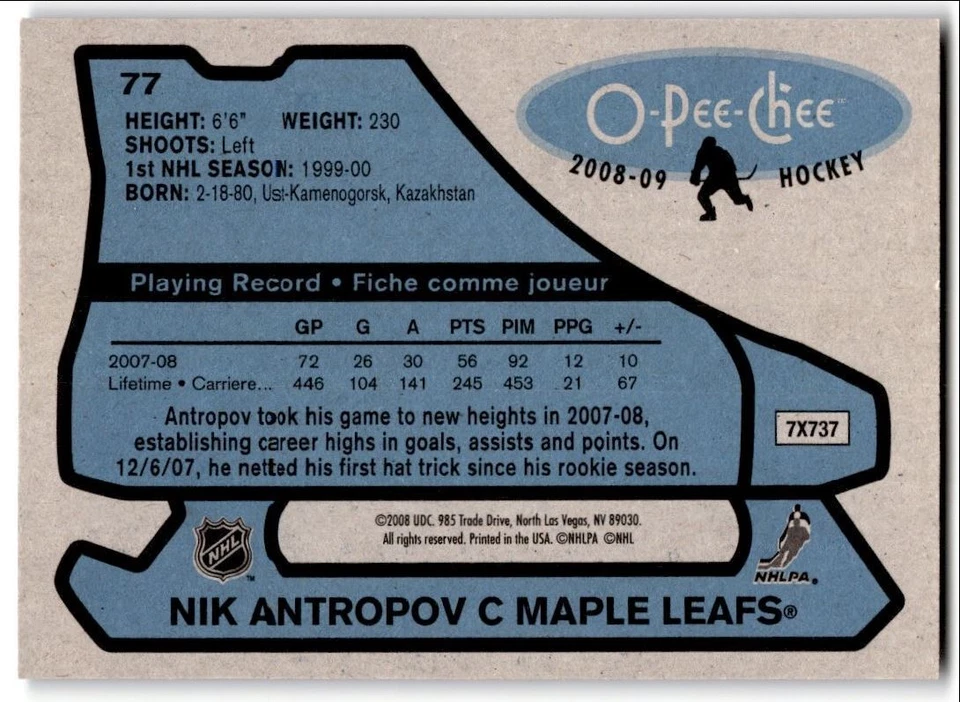 77
O-Pee-Chee™
2008-09 HOCKEY
HEIGHT: 6'6" WEIGHT: 230
SHOOTS: Left
1st NHL SEASON: 1999-00
BORN: 2-18-80, Ust-Kamenogorsk, Kazakhstan
Playing Record • Fiche comme joueur
GP G A PTS PIM PPG +/-
2007-08 72 26 30 56 92 12 10
Lifetime • Carriere... 446 104 141 245 453 21 67
Antropov took his game to new heights in 2007-08,
establishing career highs in goals, assists and points. On
12/6/07, he netted his first hat trick since his rookie season.
7X737
©2008 UDC. 985 Trade Drive, North Las Vegas, NV 89030.
All rights reserved. Printed in the USA. ©NHLPA ©NHL
NHL™
NHLPA®
NIK ANTROPOV C MAPLE LEAFS®